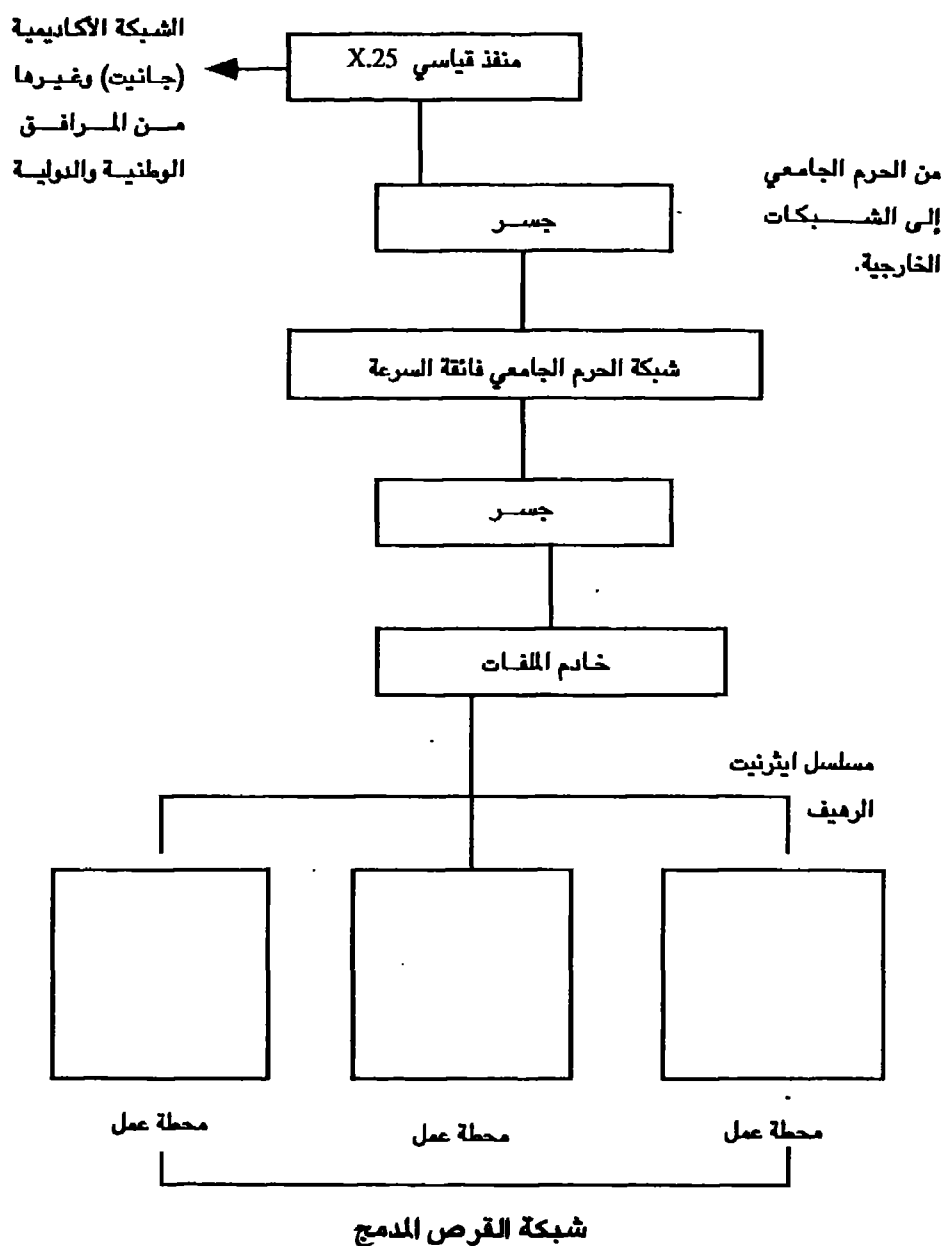 الشبكة الأكاديمية
(جانيت) وغيرها
من المرافق
الوطنية والدولية
منفذ قياسي X.25
من الحرم الجامعي
إلى الشبكات
الخارجية.
جسر
شبكة الحرم الجامعي فائقة السرعة
جسر
خادم الملفات
مسلسل ايثرنيت
الرهيف
محطة عمل
محطة عمل
محطة عمل
شبكة القرص المدمج